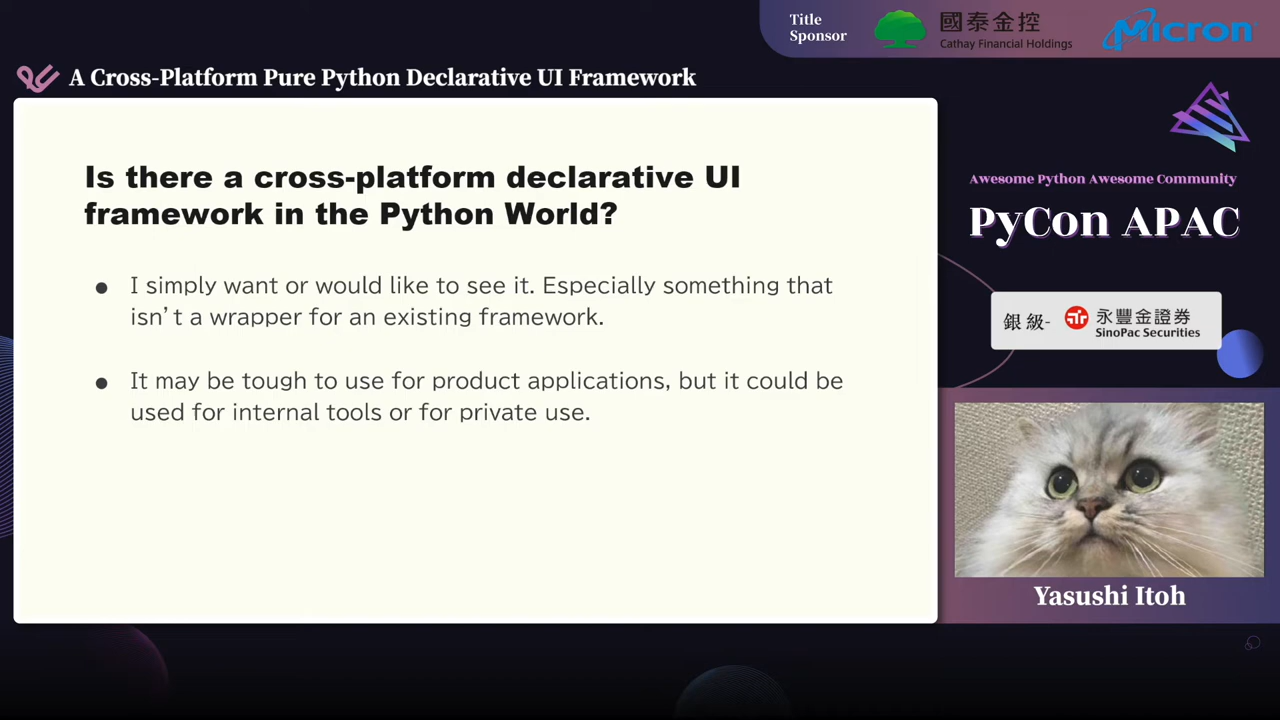 Title
Sponsor
國泰金控
Cathay Financial Holdings
Micron
A Cross-Platform Pure Python Declarative UI Framework
Is there a cross-platform declarative UI
framework in the Python World?
● I simply want or would like to see it. Especially something that
isn't a wrapper for an existing framework.
● It may be tough to use for product applications, but it could be
used for internal tools or for private use.
Awesome Python Awesome Community
PyCon APAC
銀級-
永豐金證券
SinoPac Securities
Yasushi Itoh